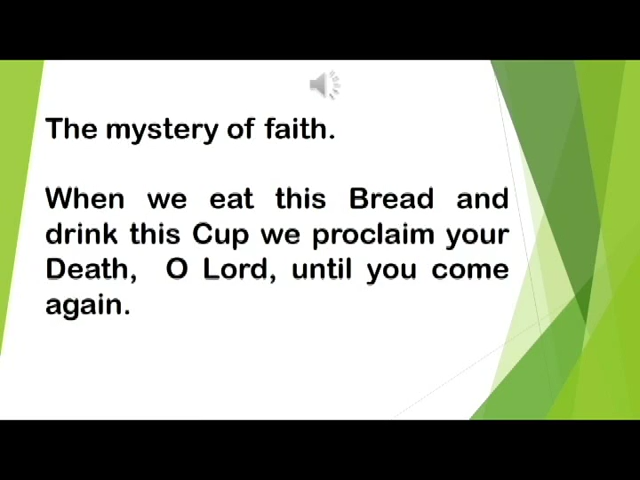 The mystery of faith.
When we eat this Bread and
drink this Cup we proclaim your
Death, O Lord, until you come
again.